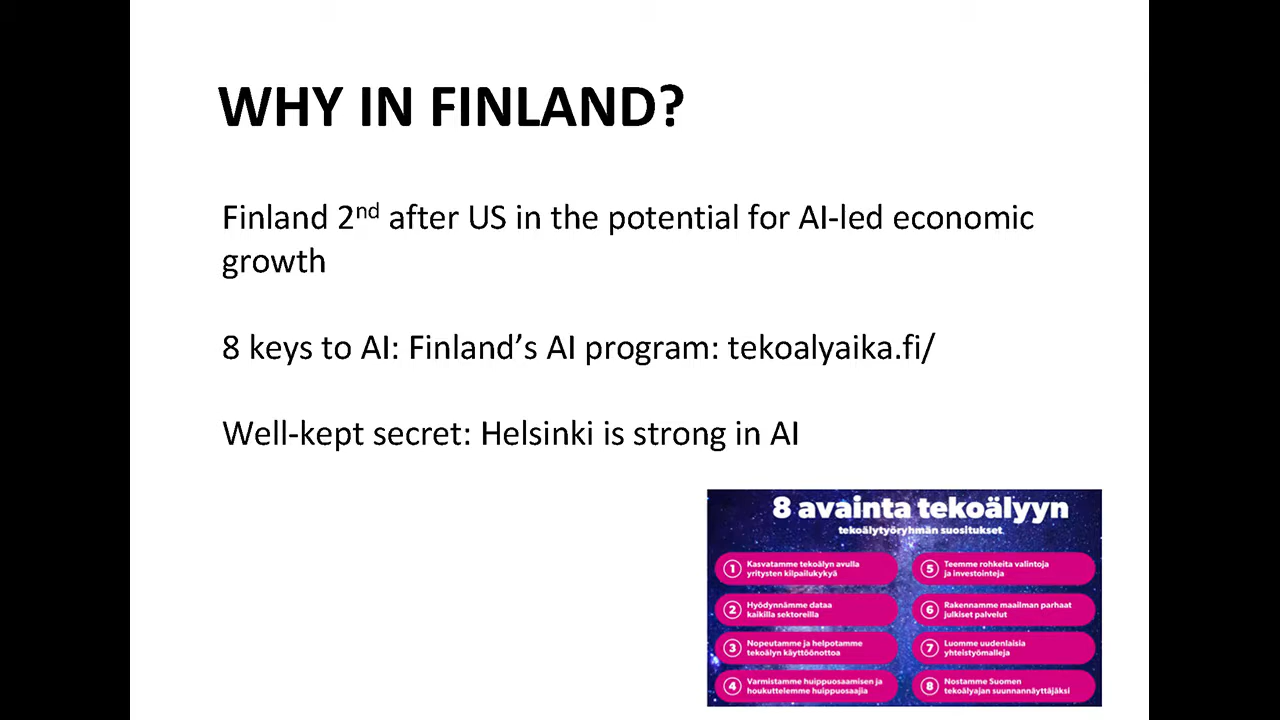 WHY IN FINLAND?
Finland 2nd after US in the potential for AI-led economic
growth
8 keys to AI: Finland’s AI program: tekoalyaika.fi/
Well-kept secret: Helsinki is strong in AI
8 avainta tekoälyyn
tekoälytyöryhmän suositukset
1 Kasvatamme tekoälyn avulla
yritysten kilpailukykyä
2 Hyödynnämme dataa
kaikilla sektoreilla
3 Nopeutamme ja helpotamme
tekoälyn käyttöönottoa
4 Varmistamme huippuosaamisen ja
houkuttelemme huippuosaajia
5 Teemme rohkeita valintoja
ja investointeja
6 Rakennamme maailman parhaat
julkiset palvelut
7 Luomme uudenlaisia
yhteistyömalleja
8 Nostamme Suomen
tekoälyajan suunnannäyttäjäksi